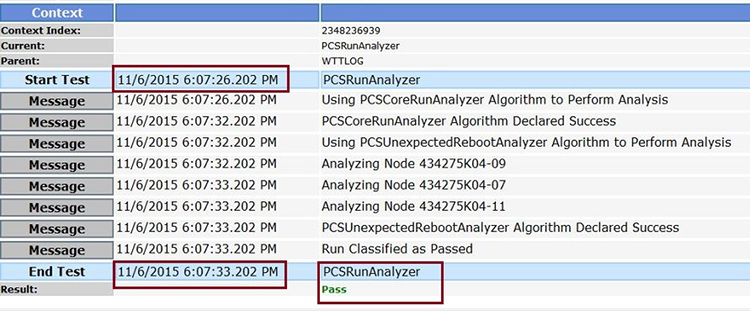 Context
Context Index: 2348236939
Current: PCSRunAnalyzer
Parent: WTTLOG
Start Test 11/6/2015 6:07:26.202 PM PCSRunAnalyzer
Message 11/6/2015 6:07:26.202 PM Using PCSCoreRunAnalyzer Algorithm to Perform Analysis
Message 11/6/2015 6:07:32.202 PM PCSCoreRunAnalyzer Algorithm Declared Success
Message 11/6/2015 6:07:32.202 PM Using PCSUnexpectedRebootAnalyzer Algorithm to Perform Analysis
Message 11/6/2015 6:07:32.202 PM Analyzing Node 434275K04-09
Message 11/6/2015 6:07:33.202 PM Analyzing Node 434275K04-07
Message 11/6/2015 6:07:33.202 PM Analyzing Node 434275K04-11
Message 11/6/2015 6:07:33.202 PM PCSUnexpectedRebootAnalyzer Algorithm Declared Success
Message 11/6/2015 6:07:33.202 PM Run Classified as Passed
End Test 11/6/2015 6:07:33.202 PM PCSRunAnalyzer
Result: Pass